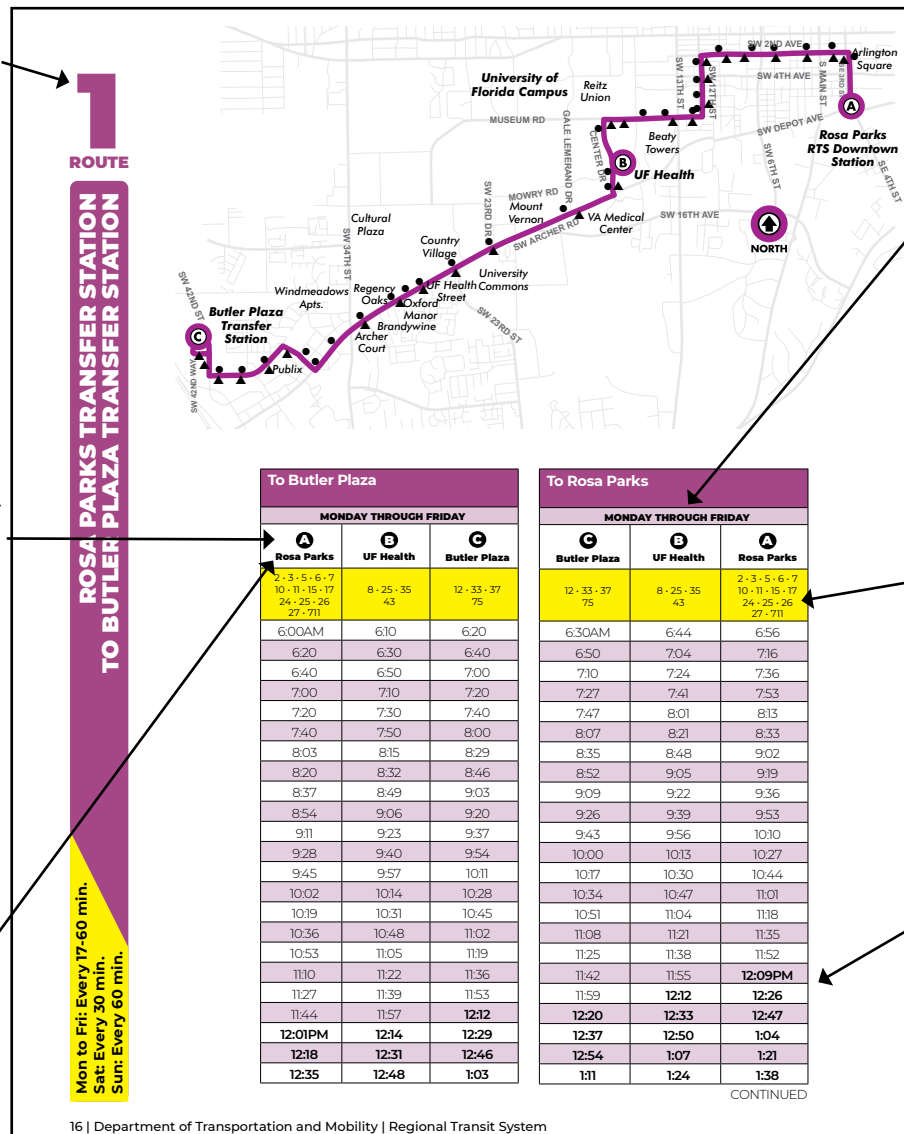 1
ROUTE
ROSA PARKS TRANSFER STATION
TO BUTLER PLAZA TRANSFER STATION
Mon to Fri: Every 17-60 min.
Sat: Every 30 min.
Sun: Every 60 min.
SW 2ND AVE
Arlington
Square
University of
Florida Campus
Reitz
Union
SW 13TH ST
SW 12TH ST
SW 4TH AVE
S MAIN ST
SE 3RD ST
A
MUSEUM RD
GALE LEMERAND DR
CENTER DR
Beaty
Towers
SW DEPOT AVE
Rosa Parks
RTS Downtown
Station
B
UF Health
SW 6TH ST
SE 4TH ST
MOWRY RD
SW 23RD DR
Mount
Vernon
SW ARCHER RD
VA Medical
Center
SW 16TH AVE
NORTH
Cultural
Plaza
SW 34TH ST
Country
Village
University
Commons
UF Health
Street
Windmeadows
Apts.
Regency
Oaks
Oxford
Manor
Brandywine
SW 23RD ST
SW 42ND ST
Butler Plaza
Transfer
Station
C
Archer
Court
Publix
SW 42ND WAY
To Butler Plaza
MONDAY THROUGH FRIDAY
A B C
Rosa Parks UF Health Butler Plaza
2 • 3 • 5 • 6 • 7
10 • 11 • 15 • 17
24 • 25 • 26
27 • 711
8 • 25 • 35
43
12 • 33 • 37
75
6:00AM 6:10 6:20
6:20 6:30 6:40
6:40 6:50 7:00
7:00 7:10 7:20
7:20 7:30 7:40
7:40 7:50 8:00
8:03 8:15 8:29
8:20 8:32 8:46
8:37 8:49 9:03
8:54 9:06 9:20
9:11 9:23 9:37
9:28 9:40 9:54
9:45 9:57 10:11
10:02 10:14 10:28
10:19 10:31 10:45
10:36 10:48 11:02
10:53 11:05 11:19
11:10 11:22 11:36
11:27 11:39 11:53
11:44 11:57 12:12
12:01PM 12:14 12:29
12:18 12:31 12:46
12:35 12:48 1:03
To Rosa Parks
MONDAY THROUGH FRIDAY
C B A
Butler Plaza UF Health Rosa Parks
12 • 33 • 37
75
8 • 25 • 35
43
2 • 3 • 5 • 6 • 7
10 • 11 • 15 • 17
24 • 25 • 26
27 • 711
6:30AM 6:44 6:56
6:50 7:04 7:16
7:10 7:24 7:36
7:27 7:41 7:53
7:47 8:01 8:13
8:07 8:21 8:33
8:35 8:48 9:02
8:52 9:05 9:19
9:09 9:22 9:36
9:26 9:39 9:53
9:43 9:56 10:10
10:00 10:13 10:27
10:17 10:30 10:44
10:34 10:47 11:01
10:51 11:04 11:18
11:08 11:21 11:35
11:25 11:38 11:52
11:42 11:55 12:09PM
11:59 12:12 12:26
12:20 12:33 12:47
12:37 12:50 1:04
12:54 1:07 1:21
1:11 1:24 1:38
CONTINUED
16 | Department of Transportation and Mobility | Regional Transit System